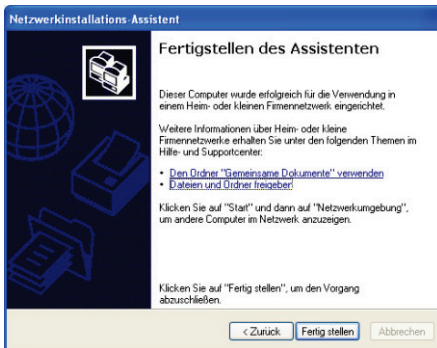 Netzwerkinstallations-Assistent
Fertigstellen des Assistenten
Dieser Computer wurde erfolgreich für die Verwendung in
einem Heim- oder kleinen Firmennetzwerk eingerichtet.
Weitere Informationen über Heim- oder kleine
Firmennetzwerke erhalten Sie unter den folgenden Themen im
Hilfe- und Supportcenter:
• Den Ordner "Gemeinsame Dokumente" verwenden
• Dateien und Ordner freigeben
Klicken Sie auf "Start" und dann auf "Netzwerkumgebung",
um andere Computer im Netzwerk anzuzeigen.
Klicken Sie auf "Fertig stellen", um den Vorgang
abzuschließen.
< Zurück Fertig stellen Abbrechen